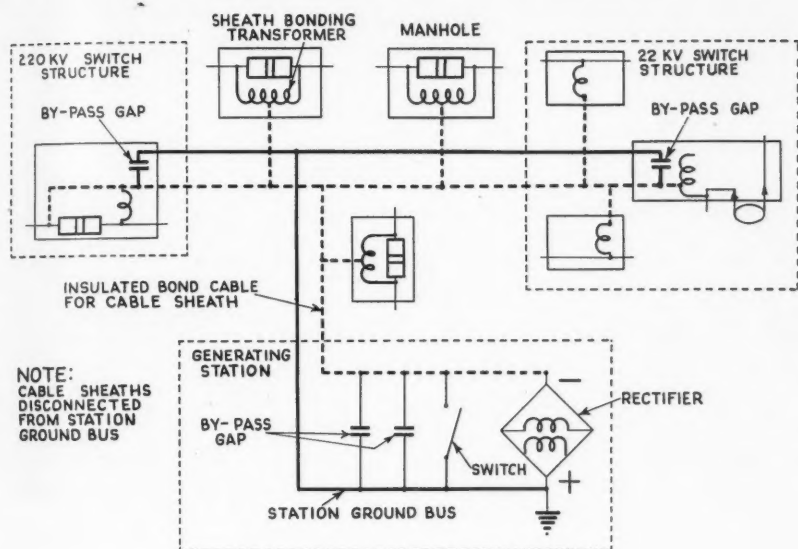 SHEATH BONDING
TRANSFORMER
MANHOLE
220 KV SWITCH
STRUCTURE
22 KV SWITCH
STRUCTURE
BY-PASS GAP
BY-PASS GAP
INSULATED BOND CABLE
FOR CABLE SHEATH
GENERATING
STATION
NOTE:
CABLE SHEATHS
DISCONNECTED
FROM STATION
GROUND BUS
BY-PASS
GAP
SWITCH
RECTIFIER
−
+
STATION GROUND BUS